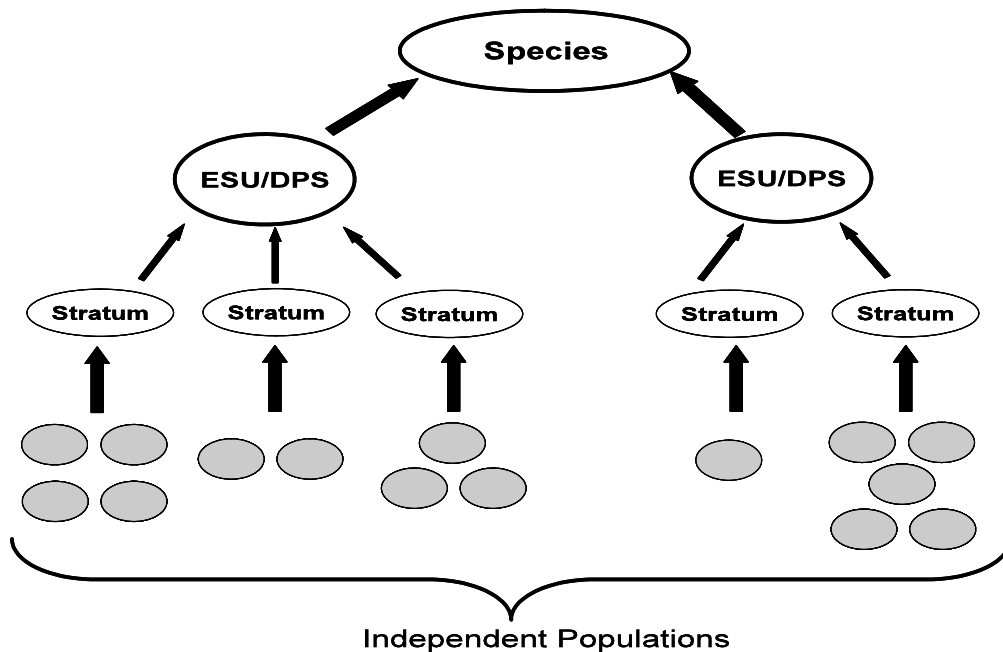 Species
ESU/DPS
ESU/DPS
Stratum
Stratum
Stratum
Stratum
Stratum
Independent Populations